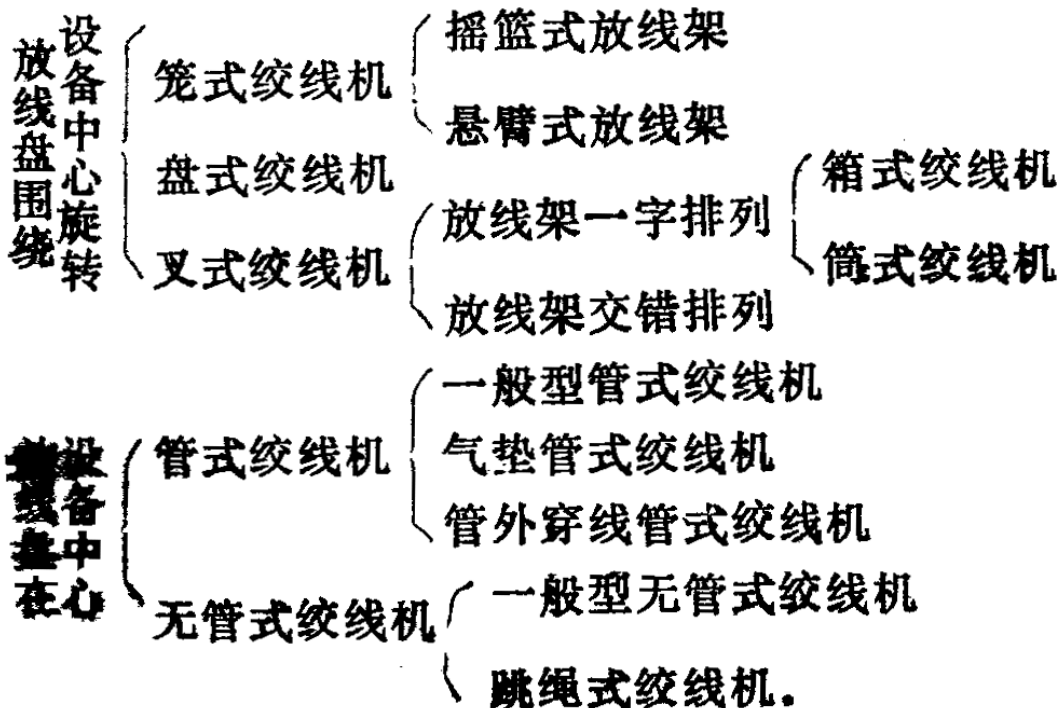 放线盘围绕
设备中心旋转
笼式绞线机
摇篮式放线架
悬臂式放线架
盘式绞线机
叉式绞线机
放线架一字排列
箱式绞线机
筒式绞线机
放线架交错排列
放线盘在
设备中心
管式绞线机
一般型管式绞线机
气垫管式绞线机
管外穿线管式绞线机
无管式绞线机
一般型无管式绞线机
跳绳式绞线机.